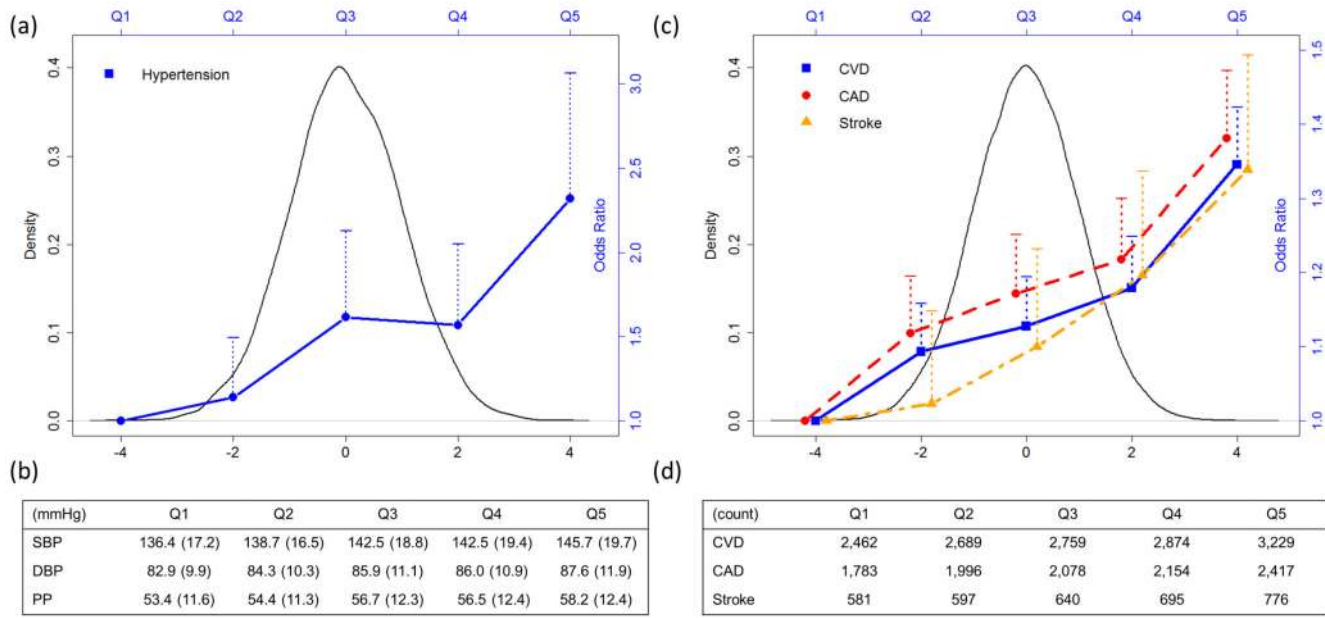 (a)
Q1 Q2 Q3 Q4 Q5
Hypertension
Density
0.0 0.1 0.2 0.3 0.4
Odds Ratio
1.0 1.5 2.0 2.5 3.0
-4 -2 0 2 4
(c)
Q1 Q2 Q3 Q4 Q5
CVD
CAD
Stroke
Density
0.0 0.1 0.2 0.3 0.4
Odds Ratio
1.0 1.1 1.2 1.3 1.4 1.5
-4 -2 0 2 4
(b)
(mmHg) Q1 Q2 Q3 Q4 Q5
SBP 136.4 (17.2) 138.7 (16.5) 142.5 (18.8) 142.5 (19.4) 145.7 (19.7)
DBP 82.9 (9.9) 84.3 (10.3) 85.9 (11.1) 86.0 (10.9) 87.6 (11.9)
PP 53.4 (11.6) 54.4 (11.3) 56.7 (12.3) 56.5 (12.4) 58.2 (12.4)
(d)
(count) Q1 Q2 Q3 Q4 Q5
CVD 2,462 2,689 2,759 2,874 3,229
CAD 1,783 1,996 2,078 2,154 2,417
Stroke 581 597 640 695 776